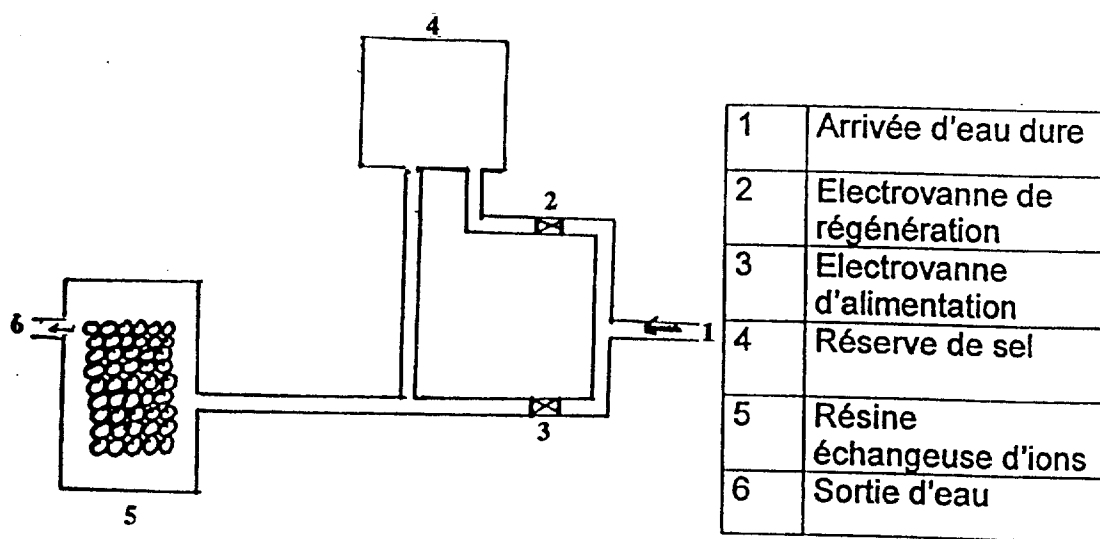 4
2
6
1
3
5
1 Arrivée d'eau dure
2 Electrovanne de
régénération
3 Electrovanne
d'alimentation
4 Réserve de sel
5 Résine
échangeuse d'ions
6 Sortie d'eau